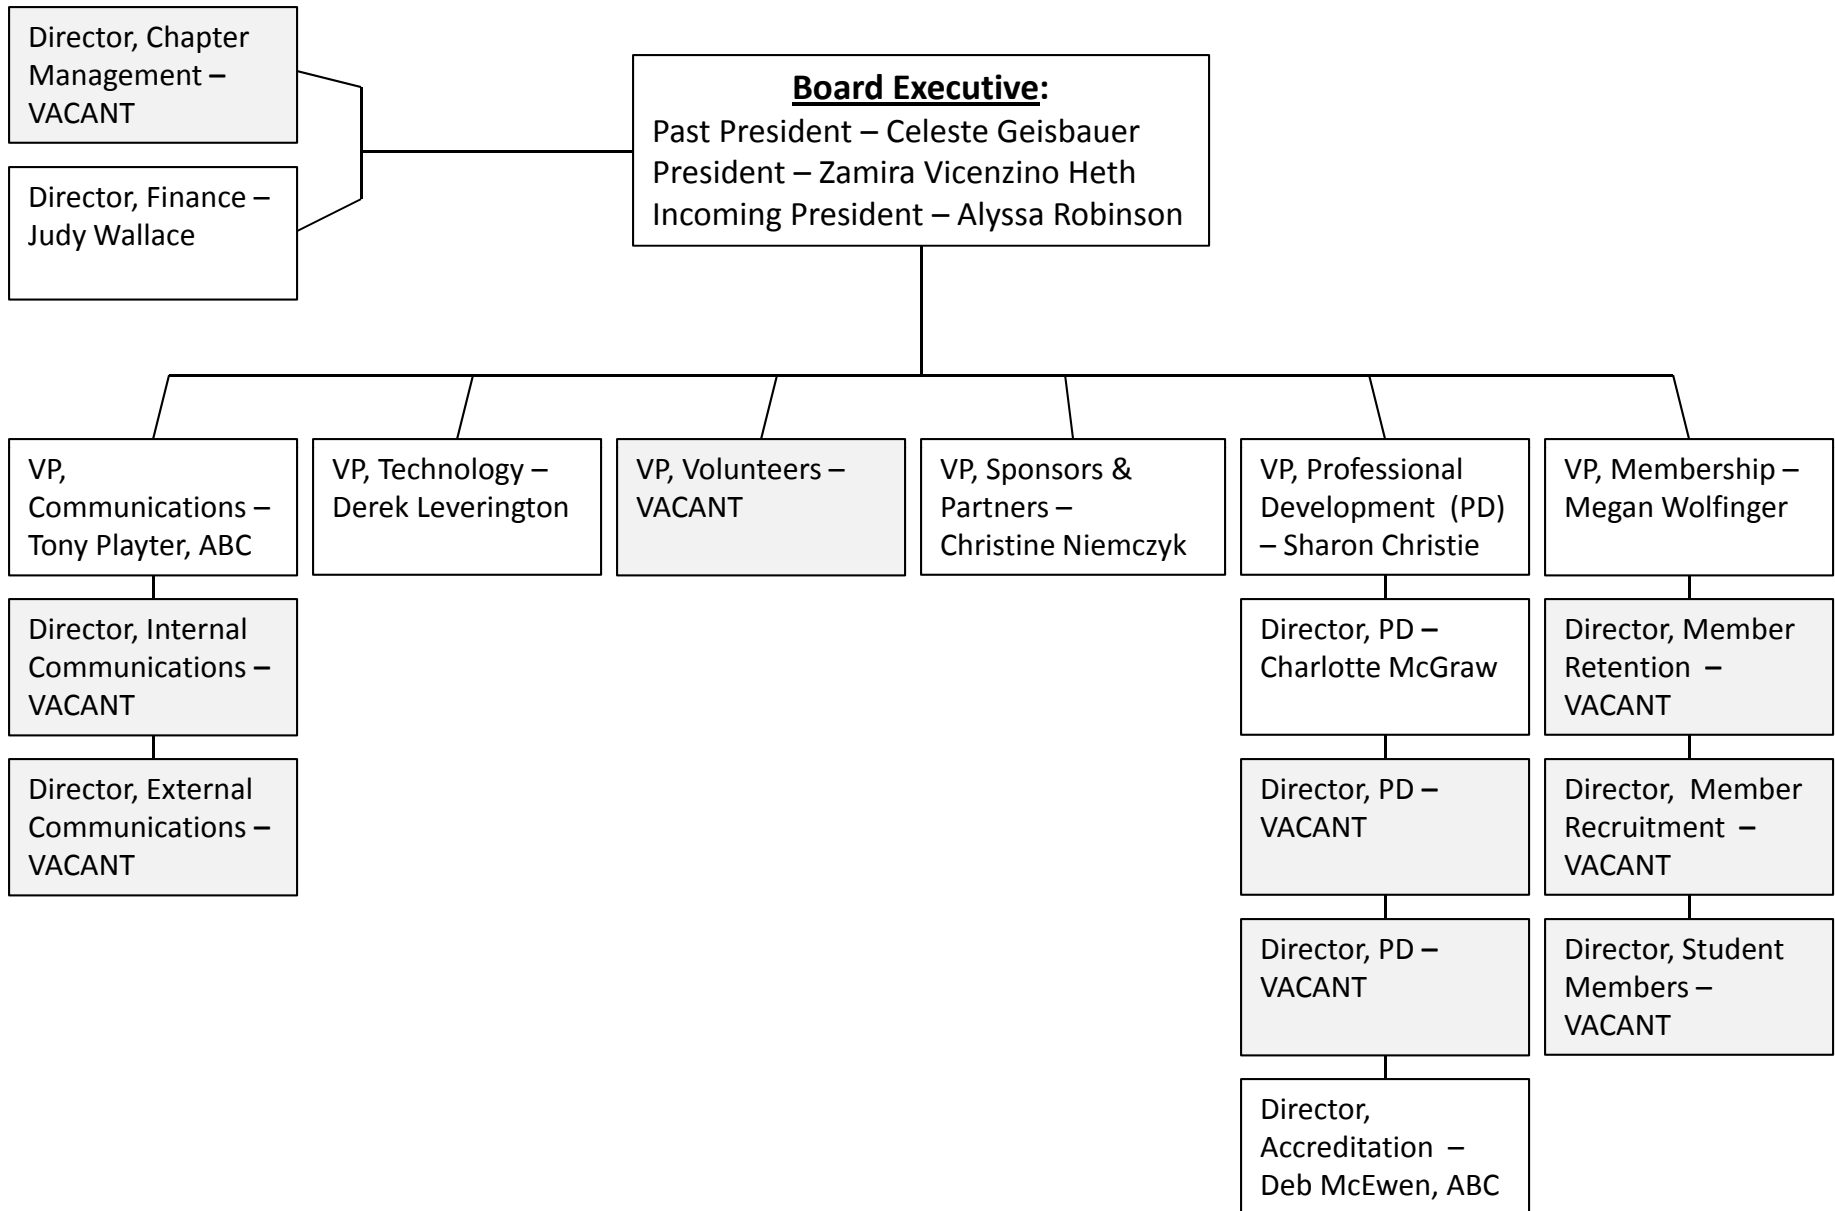 Director, Chapter
Management –
VACANT
Director, Finance –
Judy Wallace
Board Executive:
Past President – Celeste Geisbauer
President – Zamira Vicenzino Heth
Incoming President – Alyssa Robinson
VP,
Communications –
Tony Playter, ABC
VP, Technology –
Derek Leverington
VP, Volunteers –
VACANT
VP, Sponsors &
Partners –
Christine Niemczyk
VP, Professional
Development (PD)
– Sharon Christie
VP, Membership –
Megan Wolfinger
Director, Internal
Communications –
VACANT
Director, External
Communications –
VACANT
Director, PD –
Charlotte McGraw
Director, PD –
VACANT
Director, PD –
VACANT
Director,
Accreditation –
Deb McEwen, ABC
Director, Member
Retention –
VACANT
Director, Member
Recruitment –
VACANT
Director, Student
Members –
VACANT